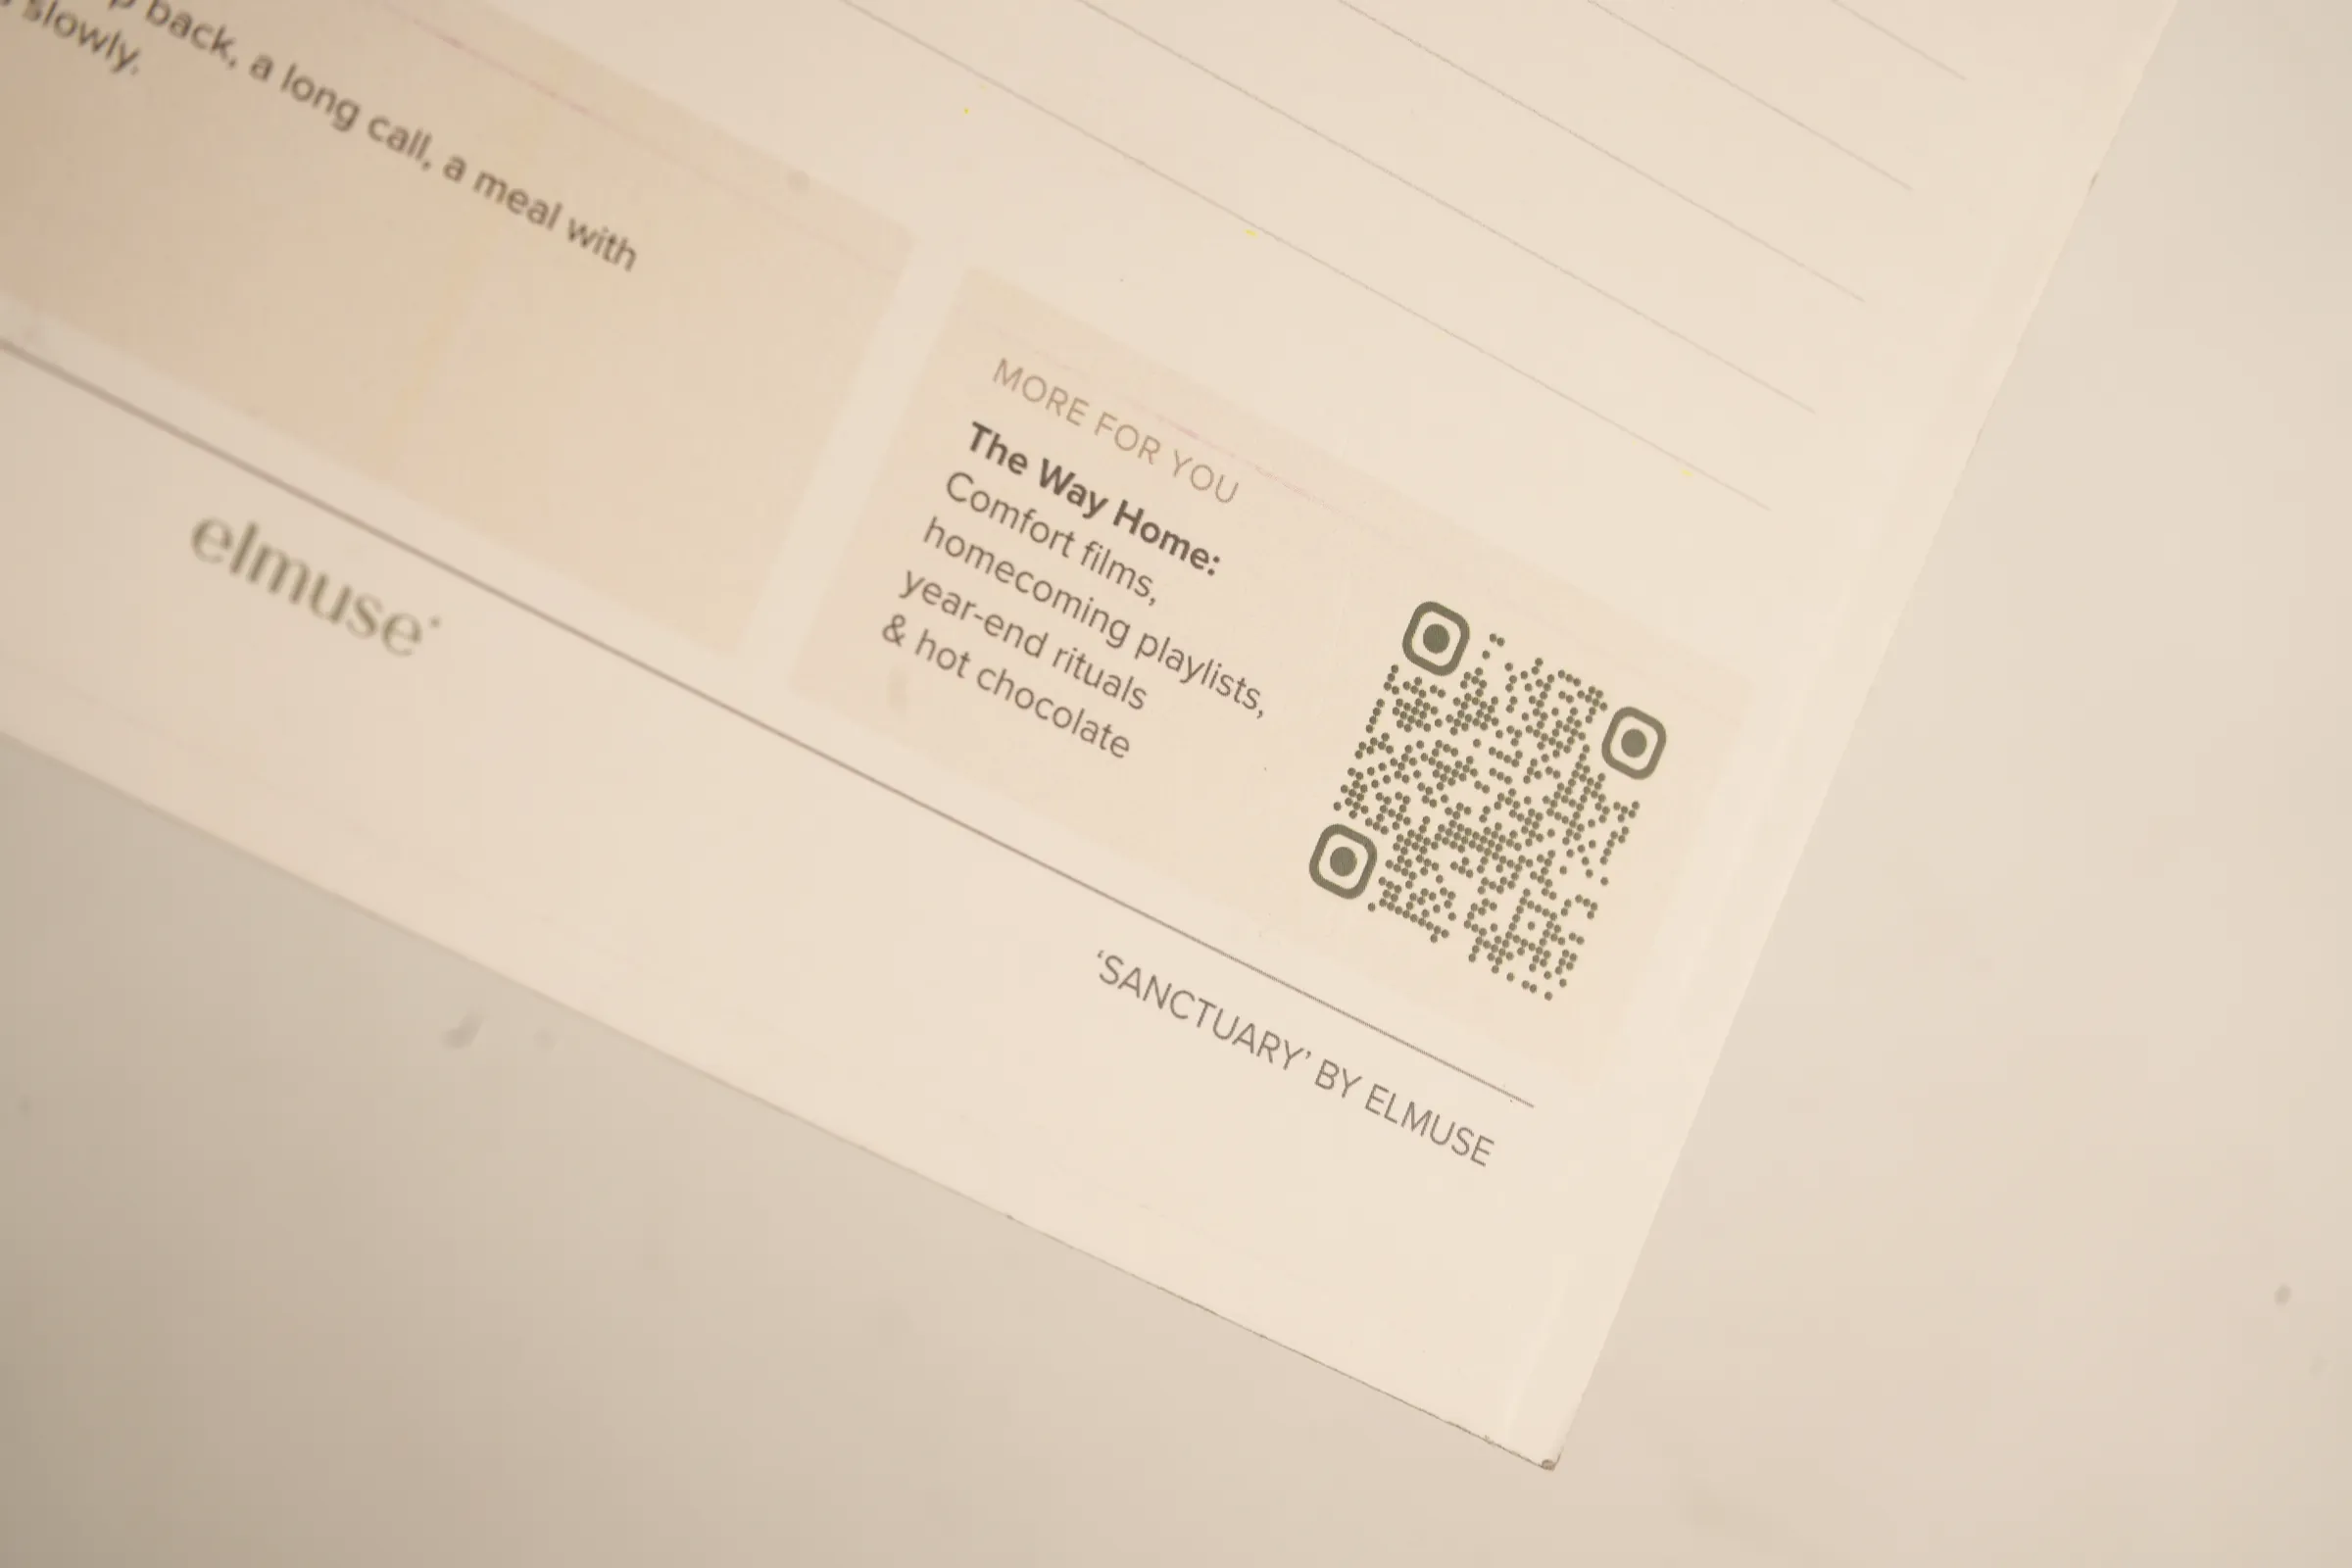 back, a long call, a meal with
slowly.
MORE FOR YOU
The Way Home:
Comfort films,
homecoming playlists,
year-end rituals
& hot chocolate
elmuse
‘SANCTUARY’ BY ELMUSE